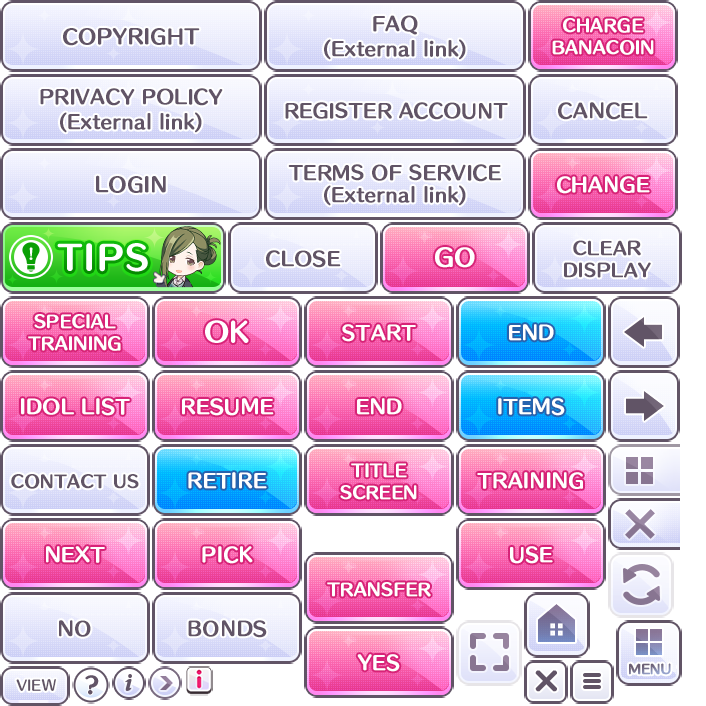 COPYRIGHT
FAQ
(External link)
CHARGE
BANACOIN
PRIVACY POLICY
(External link)
REGISTER ACCOUNT
CANCEL
LOGIN
TERMS OF SERVICE
(External link)
CHANGE
TIPS
CLOSE
GO
CLEAR
DISPLAY
SPECIAL
TRAINING
OK
START
END
IDOL LIST
RESUME
END
ITEMS
CONTACT US
RETIRE
TITLE
SCREEN
TRAINING
NEXT
PICK
TRANSFER
USE
NO
BONDS
YES
MENU
VIEW
?
i
i